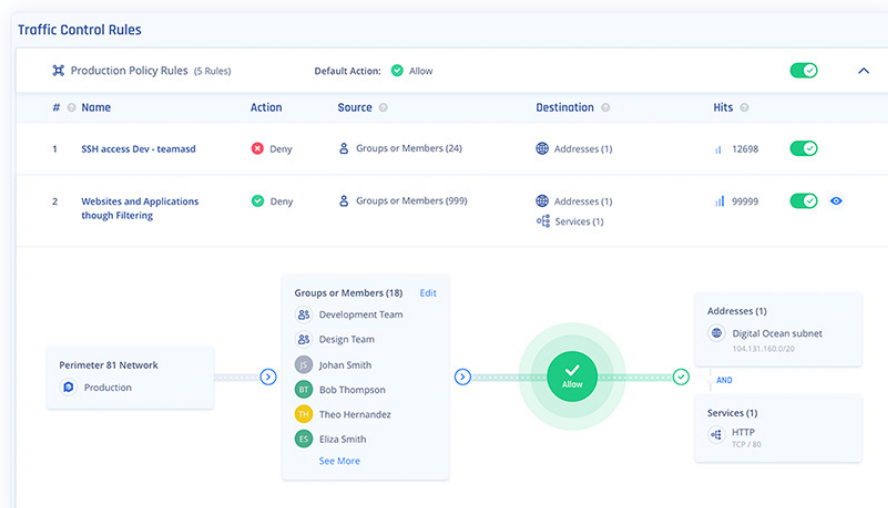 Traffic Control Rules
Production Policy Rules (5 Rules) Default Action: Allow
# Name Action Source Destination Hits
1 SSH access Dev - teamasd Deny Groups or Members (24) Addresses (1) 12698
2 Websites and Applications Deny Groups or Members (999) Addresses (1) 99999
though Filtering Services (1)
Groups or Members (18) Edit
Development Team
Design Team
JS Johan Smith
BT Bob Thompson
TH Theo Hernandez
ES Eliza Smith
See More
Perimeter 81 Network
Production
Allow
Addresses (1)
Digital Ocean subnet
104.131.160.0/20
AND
Services (1)
HTTP
TCP / 80